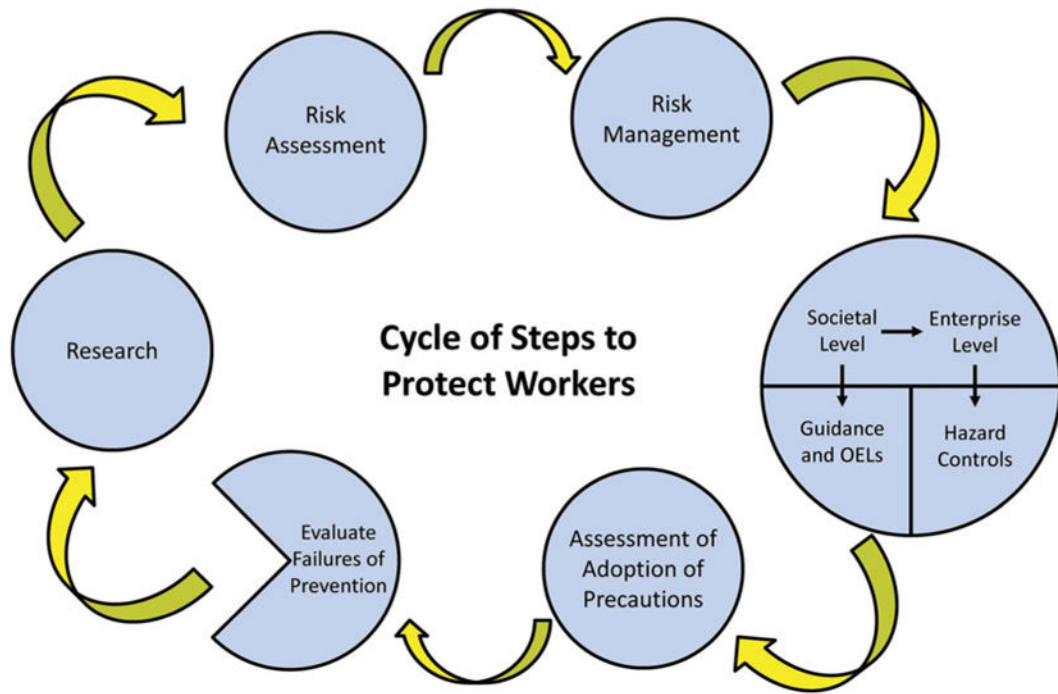 Risk
Assessment
Risk
Management
Societal
Level
Enterprise
Level
Guidance
and OELs
Hazard
Controls
Assessment of
Adoption of
Precautions
Evaluate
Failures of
Prevention
Research
Cycle of Steps to
Protect Workers